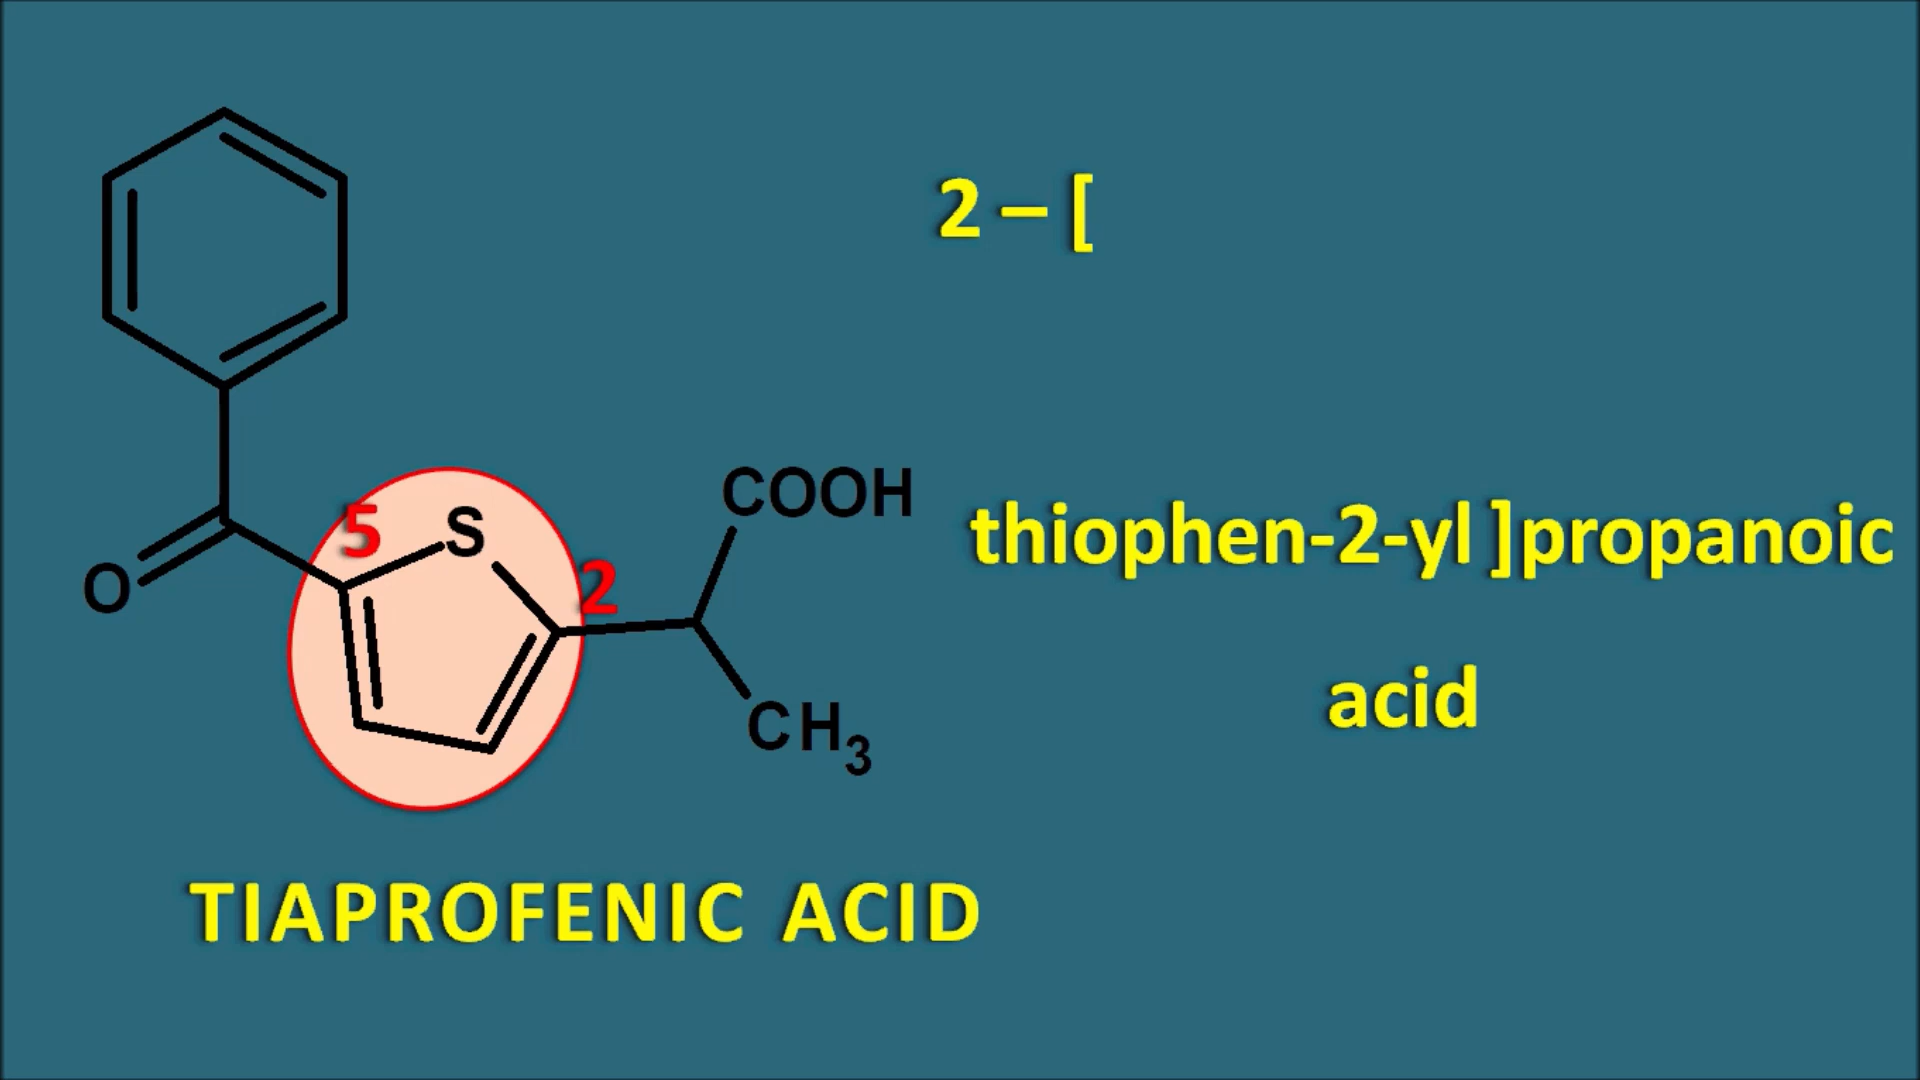 2 – [
COOH
5
S
2
O
thiophen-2-yl ]propanoic
acid
CH3
TIAPROFENIC ACID